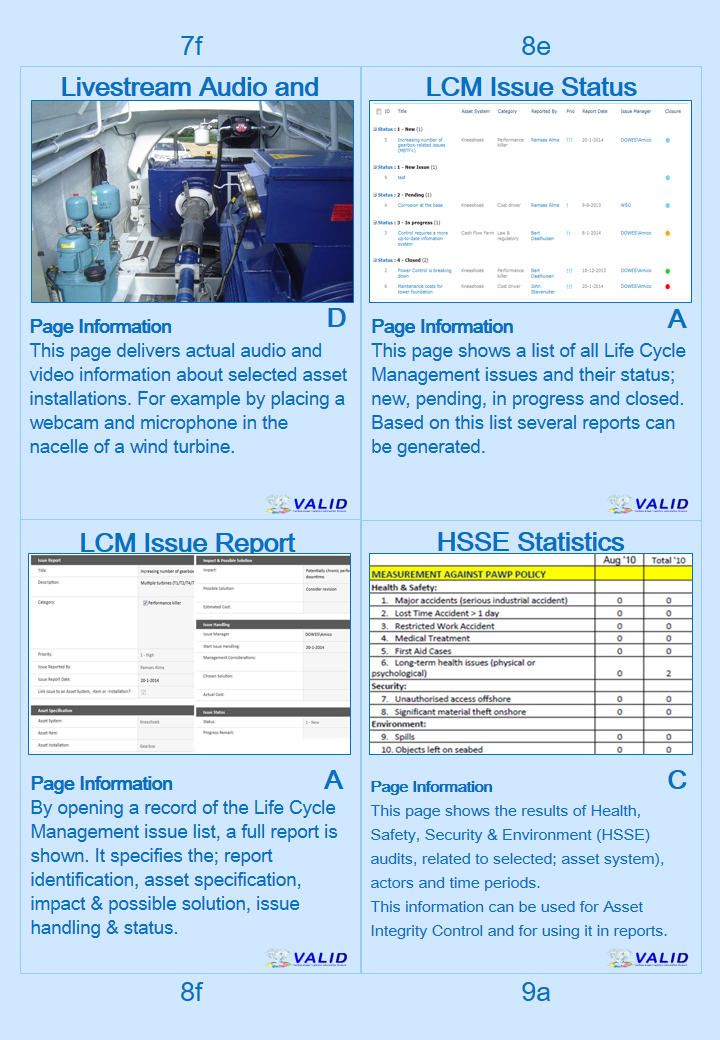 7f
8e
Livestream Audio and
Page Information
D
This page delivers actual audio and
video information about selected asset
installations. For example by placing a
webcam and microphone in the
nacelle of a wind turbine.
VALID
LCM Issue Status
ID Title Asset System Category Reported By Prio Report Date Issue Manager Closure
Status : 1 - New (1)
5 Increasing number of gearbox-related issues (MBTF<) Kneeshoek Performance killer Ramses Alma !!! 20-1-2014 DOWES\Amico
Status : 1 - New Issue (1)
9 test
Status : 2 - Pending (1)
4 Corrosion at the base Kneeshoek Cost driver Ramses Alma ! 9-9-2013 WSO
Status : 3 - In progress (1)
3 Control requires a more up-to-date infomation system Cash Flow Farm Law & regulatory Bart Daalhuisen !! 8-1-2014 DOWES\Amico
Status : 4 - Closed (2)
2 Power Control is breaking down Kneeshoek Performance killer Bart Daalhuisen !!! 10-12-2013 DOWES\Amico
6 Maintenance costs for tower foundation Kneeshoek Cost driver John !!! 20-1-2014 DOWES\Amico
Page Information
A
This page shows a list of all Life Cycle
Management issues and their status;
new, pending, in progress and closed.
Based on this list several reports can
be generated.
VALID
LCM Issue Report
Issue Report
Title: Increasing number of gearbo
Description: Multiple turbines (T1/T2/T4/T
Category: Performance killer
Priority: 1 - High
Issue Reported By: Ramses Alma
Issue Report Date: 20-1-2014
Link issue to an Asset System, -Item or -Installation?
Asset Specification
Asset System: Kneeshoek
Asset Item:
Asset Installation: Gearbox
Impact & Possible Solution
Impact: Potentially chronic perfo
downtime.
Possible Solution: Consider revision
Estimated Cost:
Issue Handling
Issue Manager DOWES\Amico
Start Issue Handling 20-1-2014
Management Considerations:
Chosen Solution:
Actual Cost:
Issue Status
Status: 1 - New
Progress Remark:
Page Information
A
By opening a record of the Life Cycle
Management issue list, a full report is
shown. It specifies the; report
identification, asset specification,
impact & possible solution, issue
handling & status.
VALID
HSSE Statistics
Aug '10 Total '10
MEASUREMENT AGAINST PAWP POLICY
Health & Safety:
1. Major accidents (serious industrial accident) 0 0
2. Lost Time Accident > 1 day 0 0
3. Restricted Work Accident 0 0
4. Medical Treatment 0 0
5. First Aid Cases 0 0
6. Long-term health issues (physical or
psychological) 0 2
Security:
7. Unauthorised access offshore 0 0
8. Significant material theft onshore 0 0
Environment:
9. Spills 0 0
10. Objects left on seabed 0 0
Page Information
C
This page shows the results of Health,
Safety, Security & Environment (HSSE)
audits, related to selected; asset system),
actors and time periods.
This information can be used for Asset
Integrity Control and for using it in reports.
VALID
8f
9a